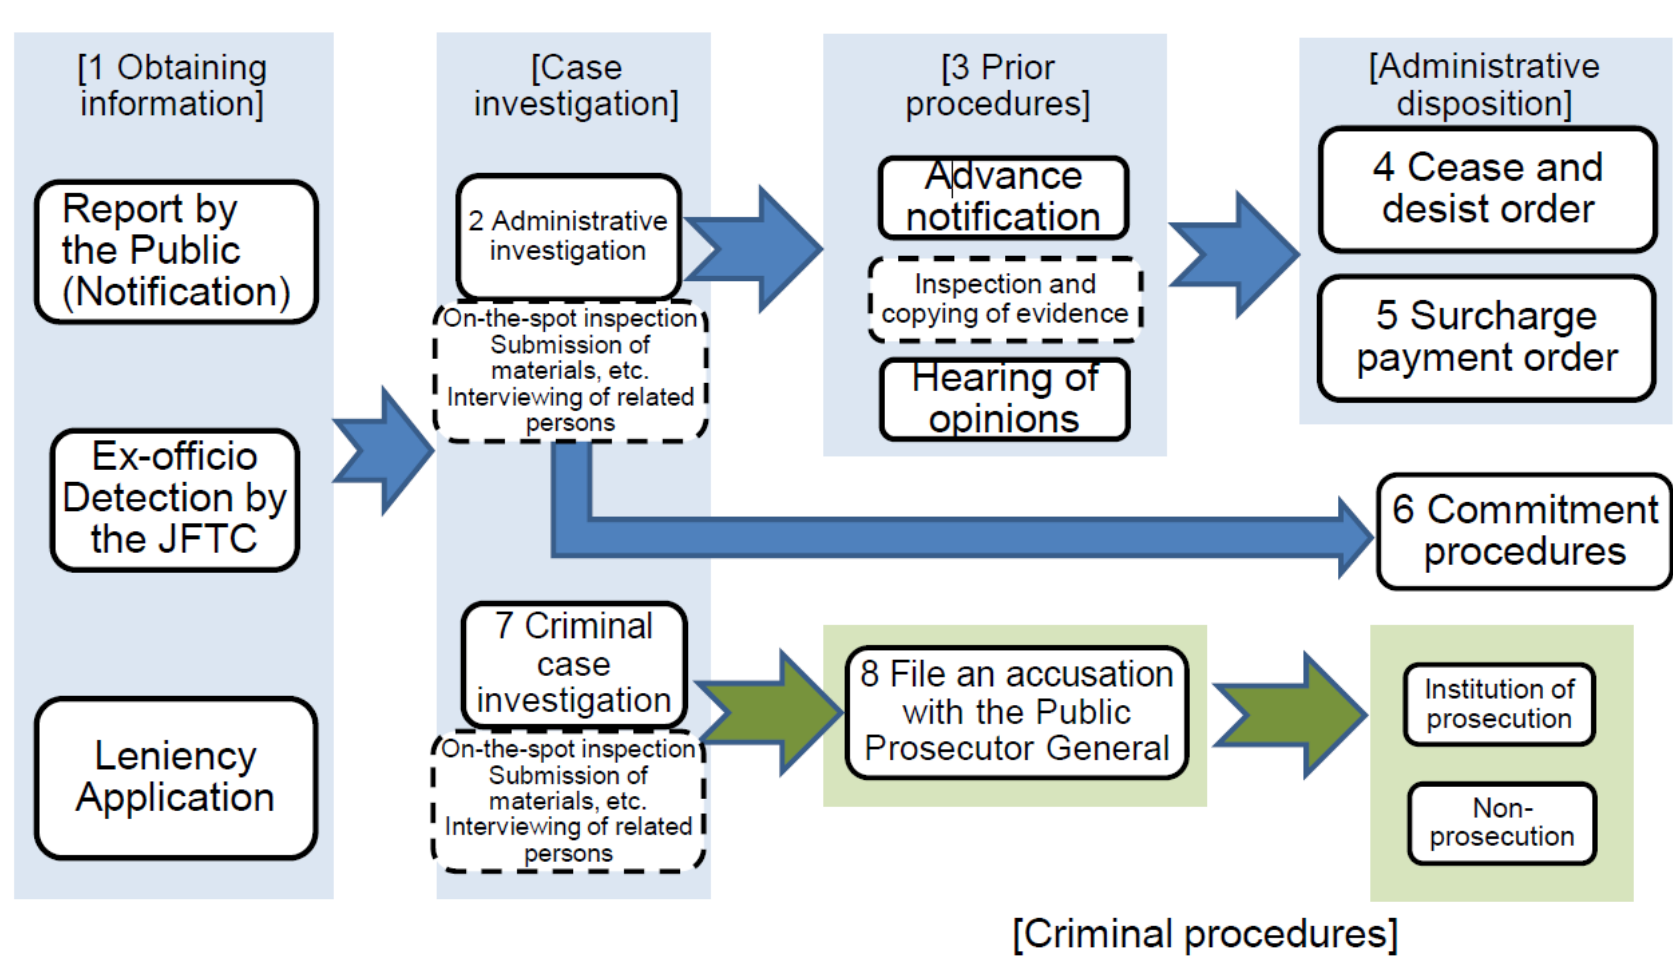 [1 Obtaining
information]
Report by
the Public
(Notification)
Ex-officio
Detection by
the JFTC
Leniency
Application
[Case
investigation]
2 Administrative
investigation
On-the-spot inspection
Submission of
materials, etc.
Interviewing of related
persons
7 Criminal
case
investigation
On-the-spot inspection
Submission of
materials, etc.
Interviewing of related
persons
[3 Prior
procedures]
Advance
notification
Inspection and
copying of evidence
Hearing of
opinions
[Administrative
disposition]
4 Cease and
desist order
5 Surcharge
payment order
6 Commitment
procedures
8 File an accusation
with the Public
Prosecutor General
Institution of
prosecution
Non-
prosecution
[Criminal procedures]